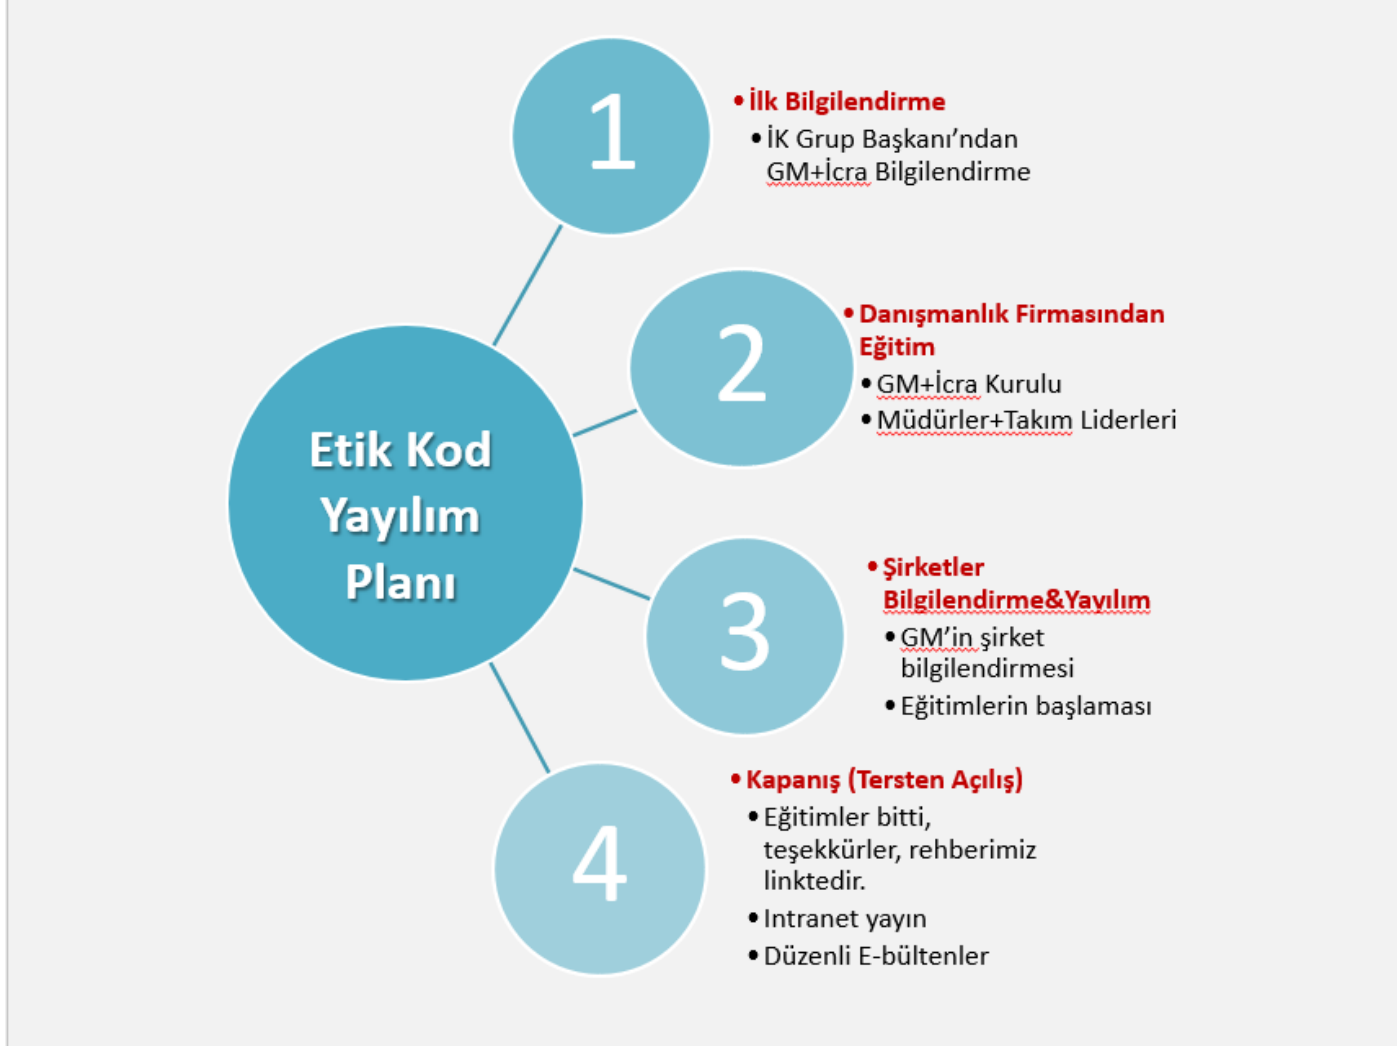 Etik Kod
Yayılım
Planı
1
•İlk Bilgilendirme
•İK Grup Başkanı’ndan
GM+İcra Bilgilendirme
2
•Danışmanlık Firmasından
Eğitim
•GM+İcra Kurulu
•Müdürler+Takım Liderleri
3
•Şirketler
Bilgilendirme&Yayılım
•GM’in şirket
bilgilendirmesi
•Eğitimlerin başlaması
4
•Kapanış (Tersten Açılış)
•Eğitimler bitti,
teşekkürler, rehberimiz
linktedir.
•Intranet yayın
•Düzenli E-bültenler